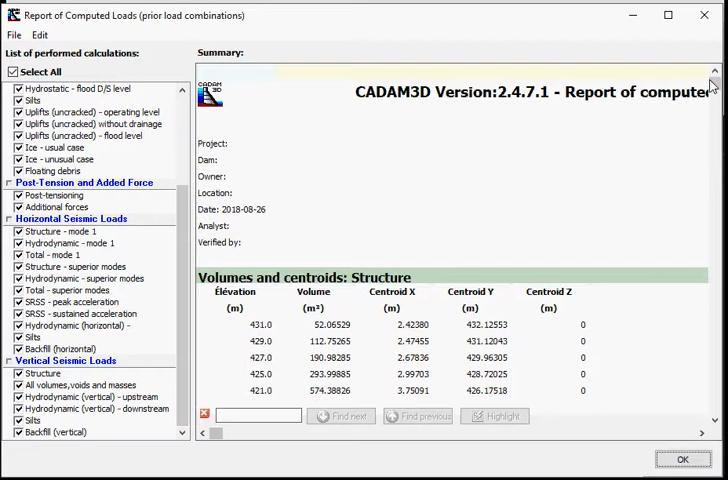 Report of Computed Loads (prior load combinations)
File Edit
List of performed calculations:
Select All
Hydrostatic - flood D/S level
Silts
Uplifts (uncracked) - operating level
Uplifts (uncracked) without drainage
Uplifts (uncracked) - flood level
Ice - usual case
Ice - unusual case
Floating debris
Post-Tension and Added Force
Post-tensioning
Additional forces
Horizontal Seismic Loads
Structure - mode 1
Hydrodynamic - mode 1
Total - mode 1
Structure - superior modes
Hydrodynamic - superior modes
Total - superior modes
SRSS - peak acceleration
SRSS - sustained acceleration
Hydrodynamic (horizontal) -
Silts
Backfill (horizontal)
Vertical Seismic Loads
Structure
All volumes,voids and masses
Hydrodynamic (vertical) - upstream
Hydrodynamic (vertical) - downstream
Silts
Backfill (vertical)
Summary:
CADAM
3D
CADAM3D Version:2.4.7.1 - Report of compute
Project:
Dam:
Owner:
Location:
Date: 2018-08-26
Analyst:
Verified by:
Volumes and centroids: Structure
Élévation Volume Centroid X Centroid Y Centroid Z
(m) (m³) (m) (m) (m)
431.0 52.06529 2.42380 432.12553 0
429.0 112.75265 2.47455 431.12043 0
427.0 190.98285 2.67836 429.96305 0
425.0 293.99885 2.99703 428.72025 0
421.0 574.38826 3.75091 426.17518 0
Find next Find previous Highlight
OK